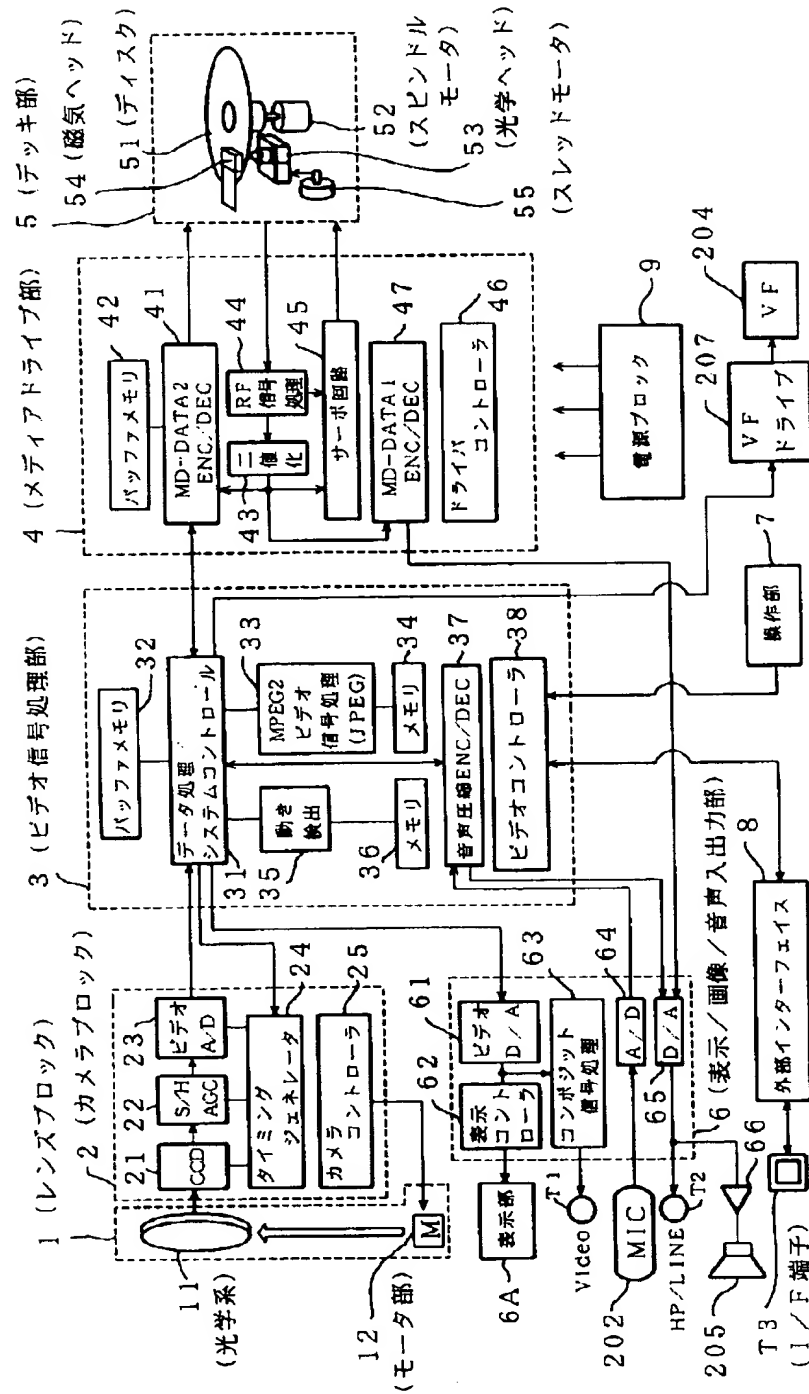 1 (レンズブロック)
2 (カメラブロック)
3 (ビデオ信号処理部)
4 (メディアドライブ部)
5 (デッキ部)
54 (磁気ヘッド)
51 (ディスク)
52
(スピンドル
モータ)
53
(光学ヘッド)
55
(スレッドモータ)
11
(光学系)
12
(モータ部)
M
21
CCD
22
S/H
AGC
23
ビデオ
A/D
24
タイミング
ジェネレータ
25
カメラ
コントローラ
32
バッファメモリ
データ処理
システムコントロール
31
33
MPEG2
ビデオ
信号処理
(JPEG)
34
メモリ
35
動き
検出
36
メモリ
37
音声圧縮ENC/DEC
38
ビデオコントローラ
42
バッファメモリ
41
MD-DATA2
ENC/DEC
44
RF
信号
処理
二値化
43
45
サーボ回路
47
MD-DATA1
ENC/DEC
46
ドライバ
コントローラ
61
ビデオ
D/A
62
表示
コントローラ
63
コンポジット
信号処理
64
A/D
65
D/A
6 (表示/画像/音声入出力部)
表示部
6A
Video
T1
MIC
202
HP/LINE
T2
66
205
T3
(I/F端子)
8
外部インターフェイス
7
操作部
9
電源ブロック
207
VF
ドライブ
204
VF